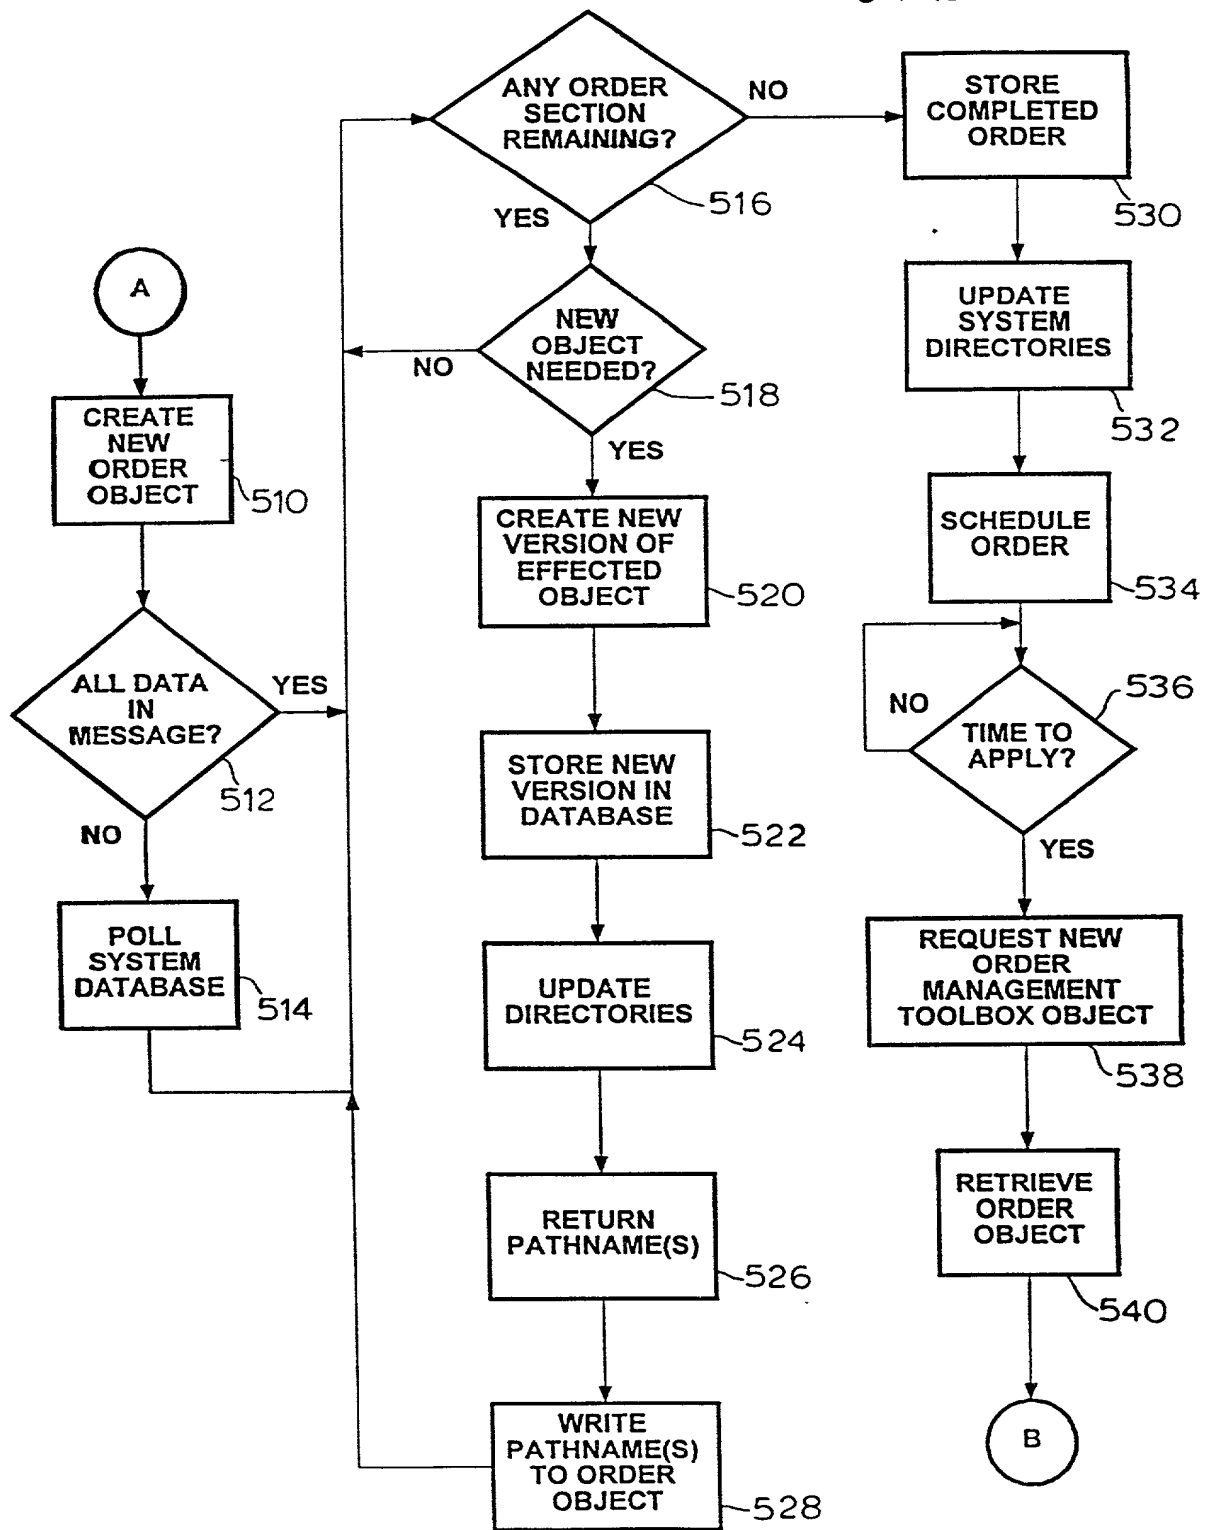 A
CREATE
NEW
ORDER
OBJECT
510
ALL DATA
IN
MESSAGE?
512
YES
NO
POLL
SYSTEM
DATABASE
514
ANY ORDER
SECTION
REMAINING?
516
NO
YES
NEW
OBJECT
NEEDED?
518
NO
YES
CREATE NEW
VERSION OF
EFFECTED
OBJECT
520
STORE NEW
VERSION IN
DATABASE
522
UPDATE
DIRECTORIES
524
RETURN
PATHNAME(S)
526
WRITE
PATHNAME(S)
TO ORDER
OBJECT
528
STORE
COMPLETED
ORDER
530
UPDATE
SYSTEM
DIRECTORIES
532
SCHEDULE
ORDER
534
TIME TO
APPLY?
536
NO
YES
REQUEST NEW
ORDER
MANAGEMENT
TOOLBOX OBJECT
538
RETRIEVE
ORDER
OBJECT
540
B